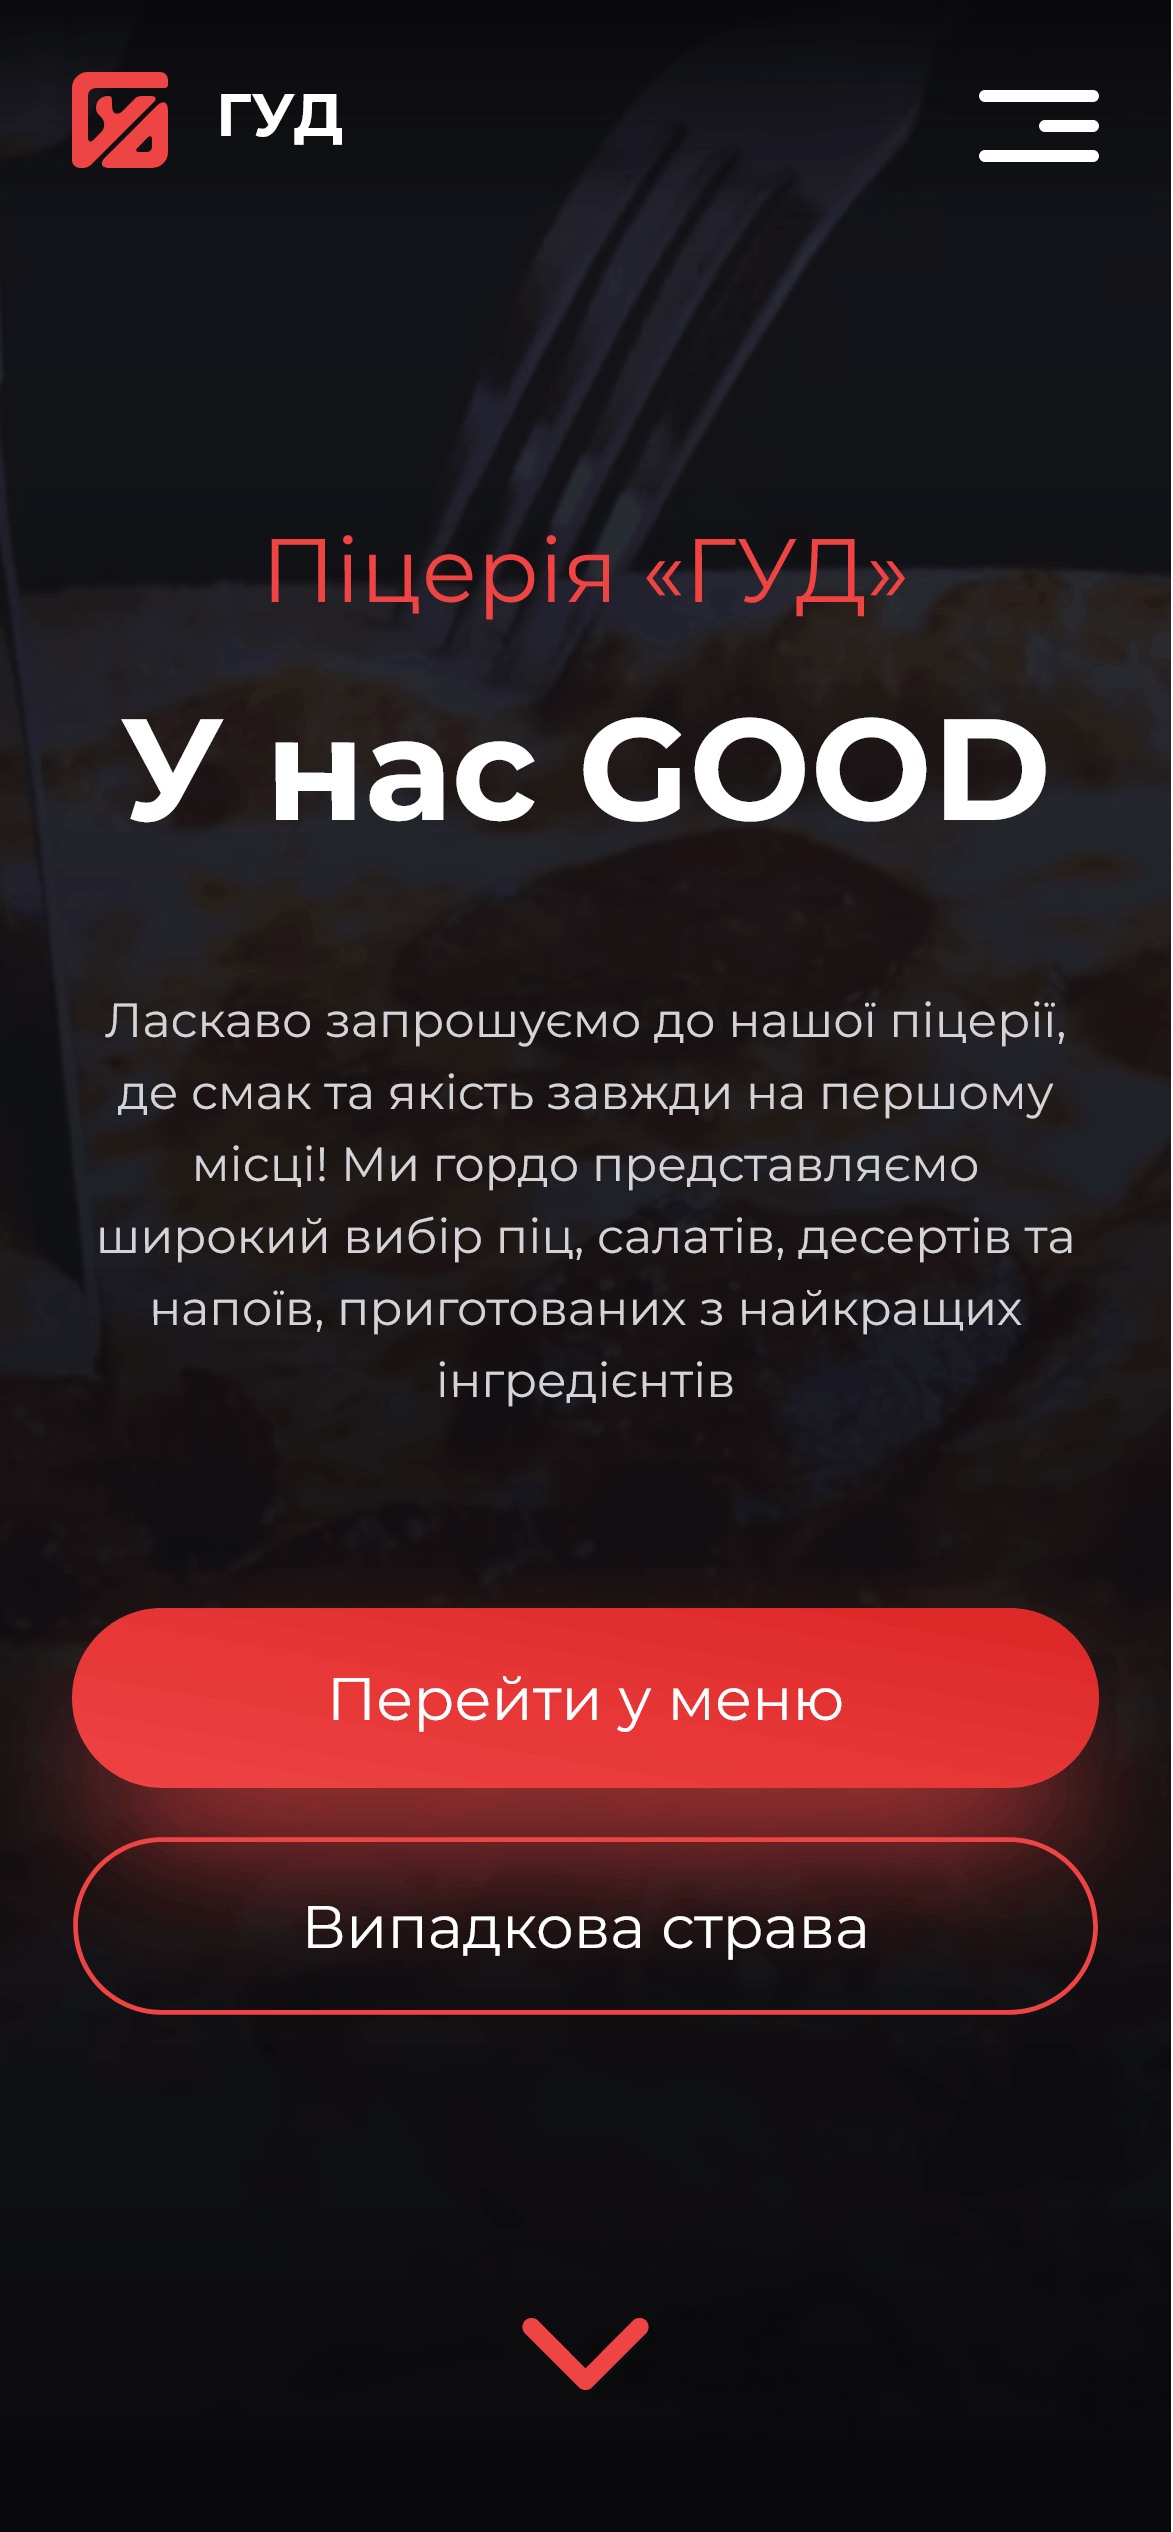 ГУД
Піцерія «ГУД»
У нас GOOD
Ласкаво запрошуємо до нашої піцерії,
де смак та якість завжди на першому
місці! Ми гордо представляємо
широкий вибір піц, салатів, десертів та
напоїв, приготованих з найкращих
інгредієнтів
Перейти у меню
Випадкова страва